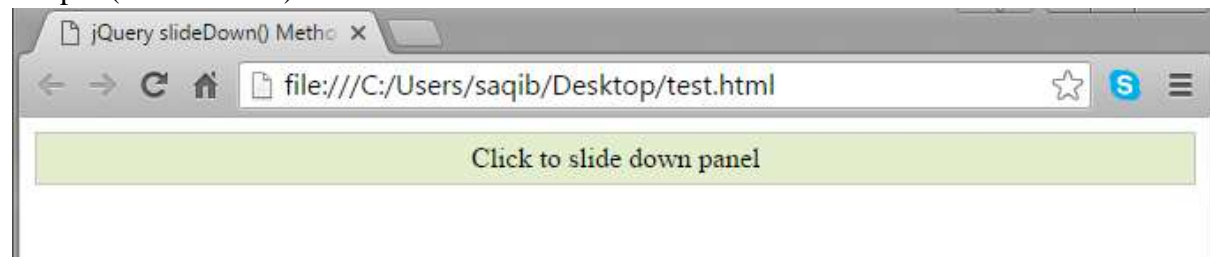 jQuery slideDown() Metho
file:///C:/Users/saqib/Desktop/test.html
Click to slide down panel